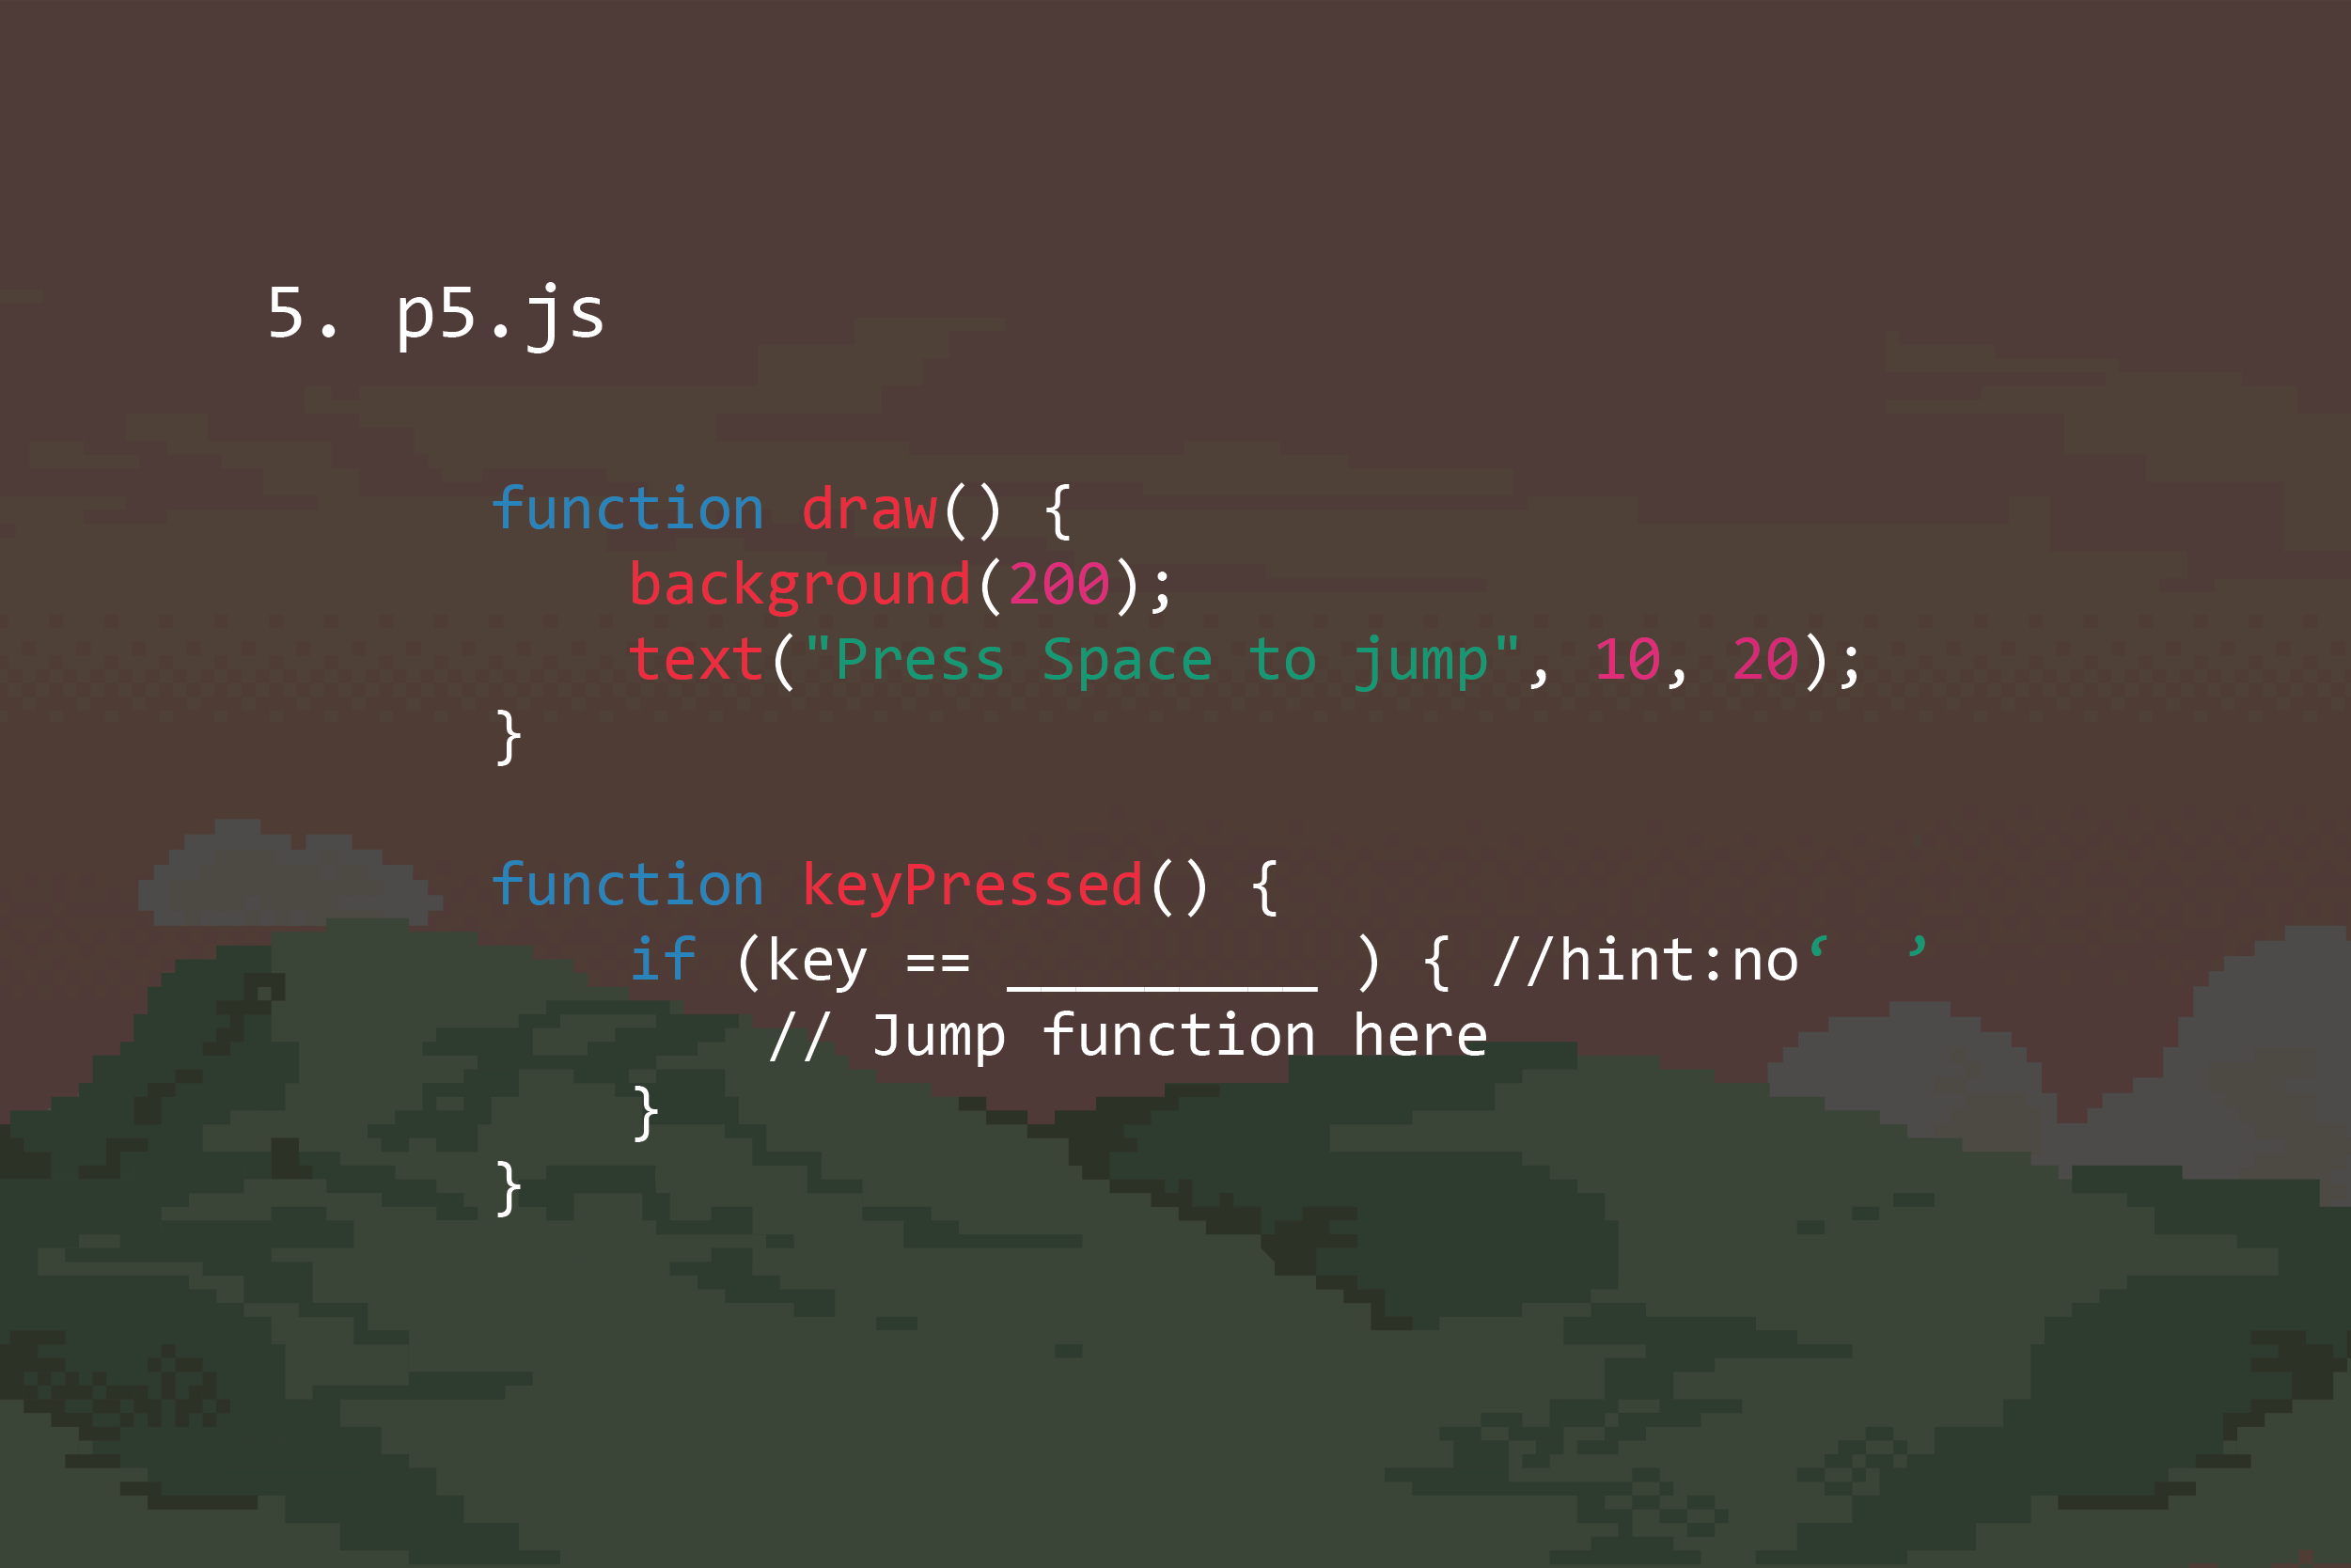 5. p5.js
function draw() {
background(200);
text("Press Space to jump", 10, 20);
}
function keyPressed() {
if (key == _________ ) { //hint:no‘  ’
// Jump function here
}
}